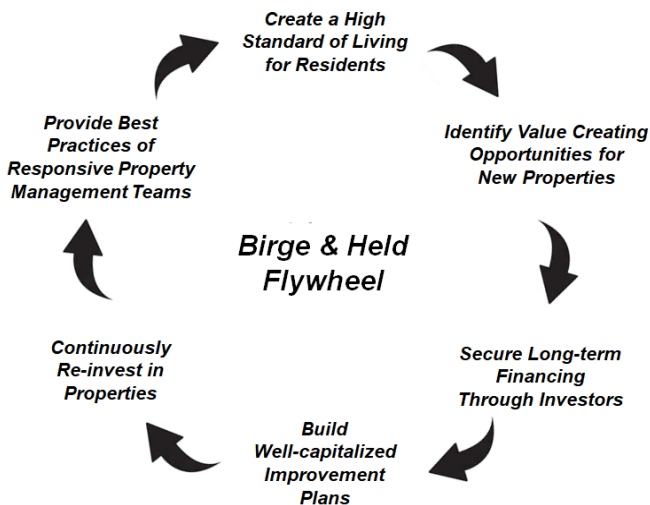 Create a High
Standard of Living
for Residents
Identify Value Creating
Opportunities for
New Properties
Secure Long-term
Financing
Through Investors
Build
Well-capitalized
Improvement
Plans
Continuously
Re-invest in
Properties
Provide Best
Practices of
Responsive Property
Management Teams
Birge & Held
Flywheel